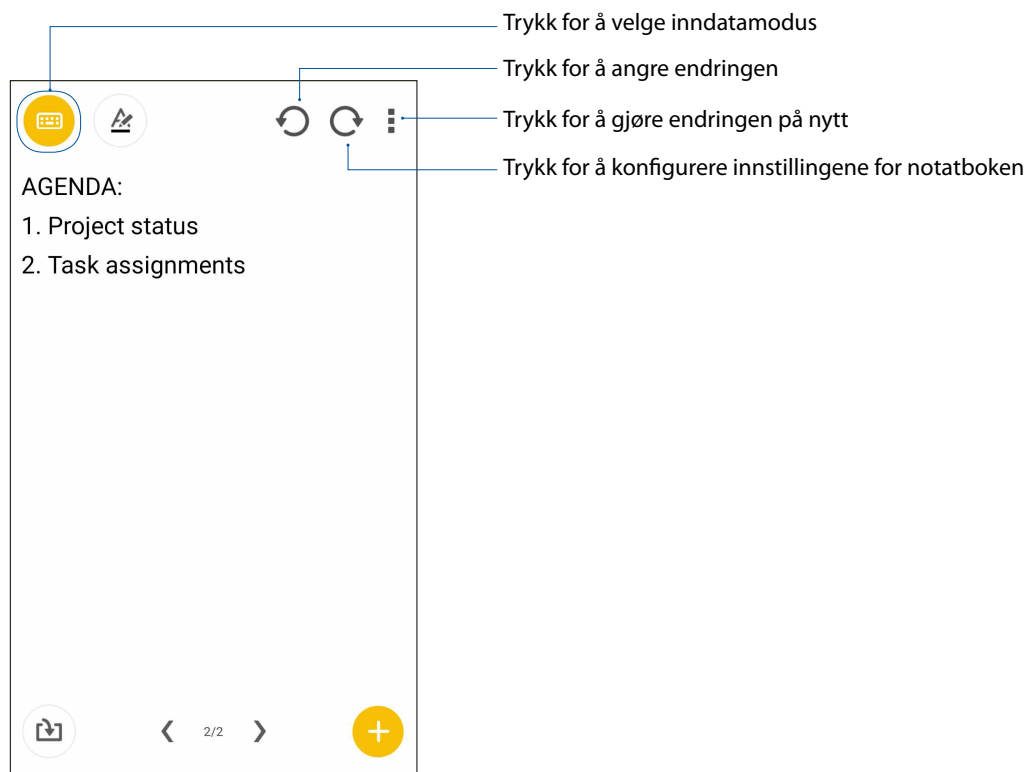 Trykk for å velge inndatamodus
Trykk for å angre endringen
Trykk for å gjøre endringen på nytt
Trykk for å konfigurere innstillingene for notatboken
AGENDA:
1. Project status
2. Task assignments
2/2